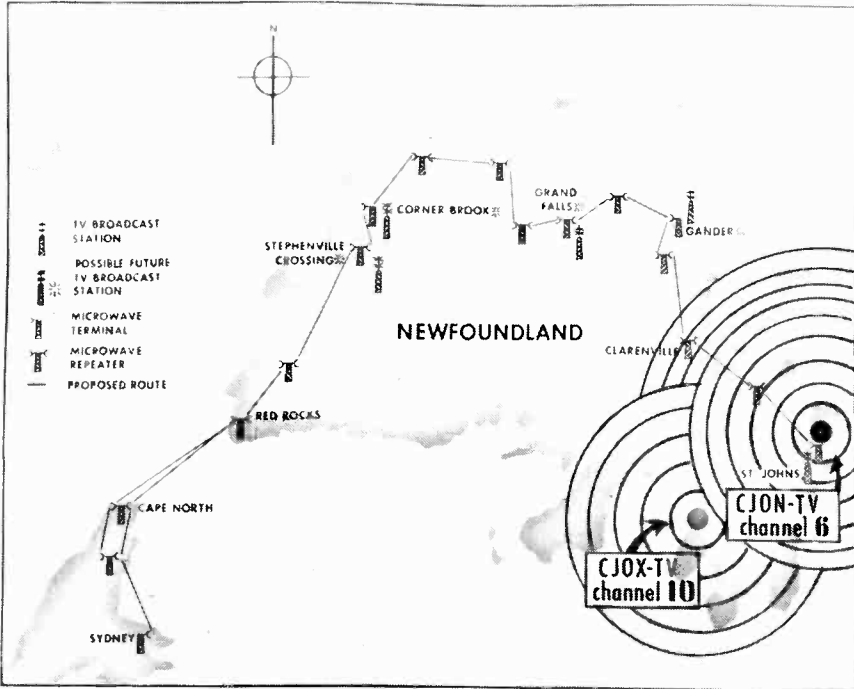 N
TV BROADCAST
STATION
POSSIBLE FUTURE
TV BROADCAST
STATION
MICROWAVE
TERMINAL
MICROWAVE
REPEATER
PROPOSED ROUTE
CORNER BROOK
GRAND
FALLS
GANDER
STEPHENVILLE
CROSSING
NEWFOUNDLAND
CLARENVILLE
RED ROCKS
ST. JOHNS
CJON-TV
channel 6
CAPE NORTH
CJOX-TV
channel 10
SYDNEY